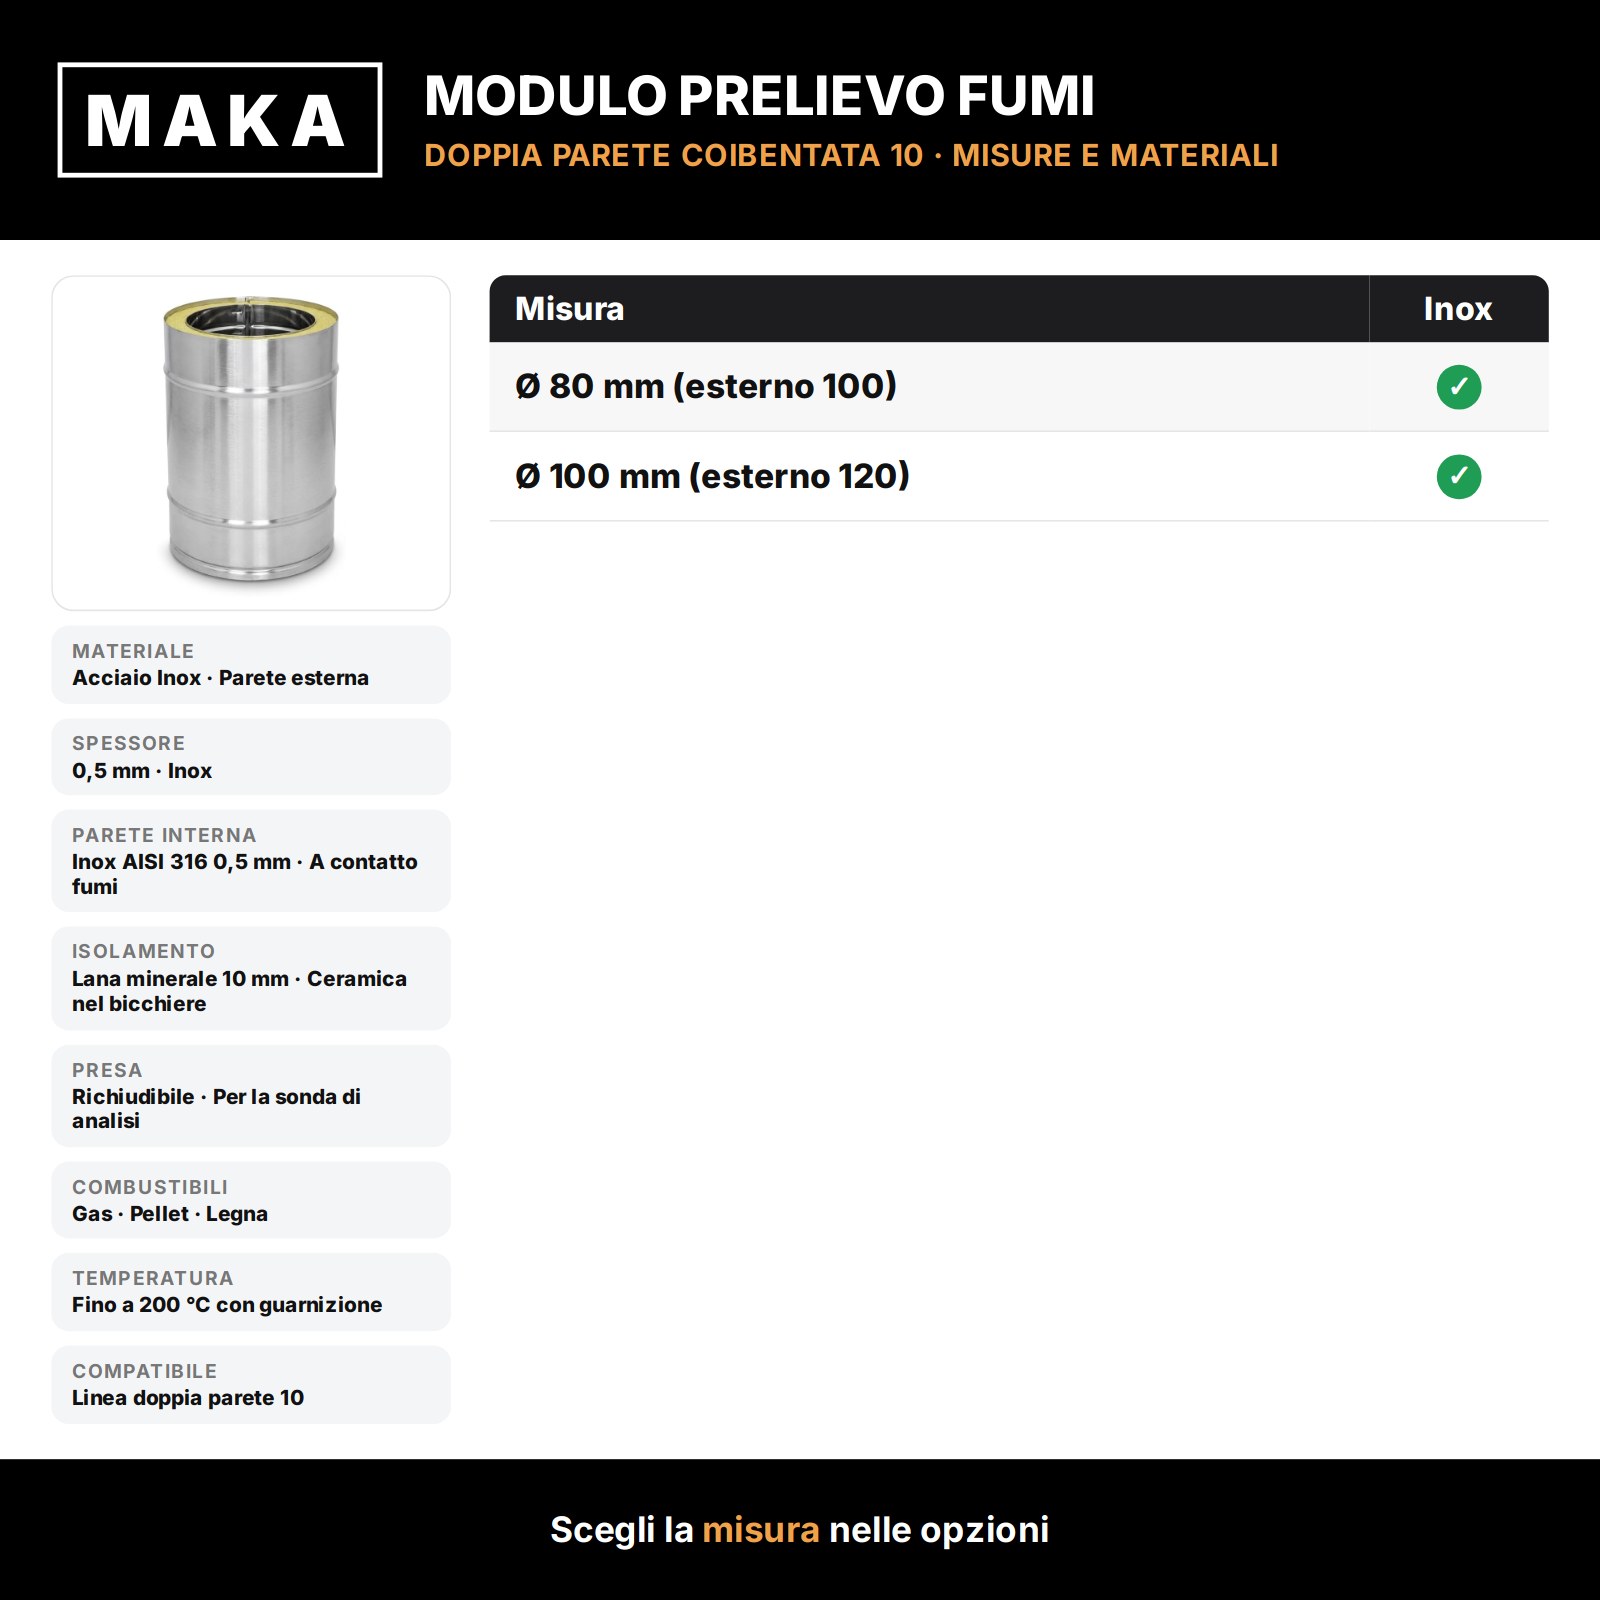 MAKA
MODULO PRELIEVO FUMI
DOPPIA PARETE COIBENTATA 10 · MISURE E MATERIALI
Misura Inox
Ø 80 mm (esterno 100) ✓
Ø 100 mm (esterno 120) ✓
MATERIALE
Acciaio Inox · Parete esterna
SPESSORE
0,5 mm · Inox
PARETE INTERNA
Inox AISI 316 0,5 mm · A contatto
fumi
ISOLAMENTO
Lana minerale 10 mm · Ceramica
nel bicchiere
PRESA
Richiudibile · Per la sonda di
analisi
COMBUSTIBILI
Gas · Pellet · Legna
TEMPERATURA
Fino a 200 °C con guarnizione
COMPATIBILE
Linea doppia parete 10
Scegli la misura nelle opzioni